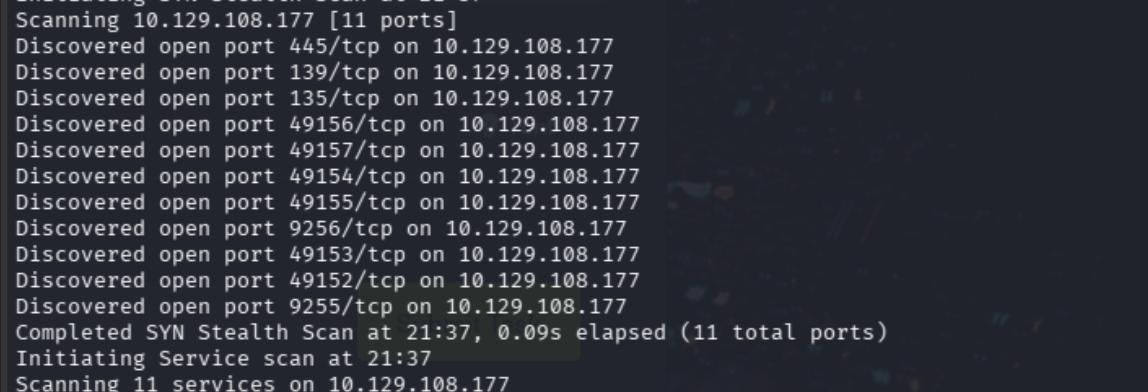 Scanning 10.129.108.177 [11 ports]
Discovered open port 445/tcp on 10.129.108.177
Discovered open port 139/tcp on 10.129.108.177
Discovered open port 135/tcp on 10.129.108.177
Discovered open port 49156/tcp on 10.129.108.177
Discovered open port 49157/tcp on 10.129.108.177
Discovered open port 49154/tcp on 10.129.108.177
Discovered open port 49155/tcp on 10.129.108.177
Discovered open port 9256/tcp on 10.129.108.177
Discovered open port 49153/tcp on 10.129.108.177
Discovered open port 49152/tcp on 10.129.108.177
Discovered open port 9255/tcp on 10.129.108.177
Completed SYN Stealth Scan at 21:37, 0.09s elapsed (11 total ports)
Initiating Service scan at 21:37
Scanning 11 services on 10.129.108.177